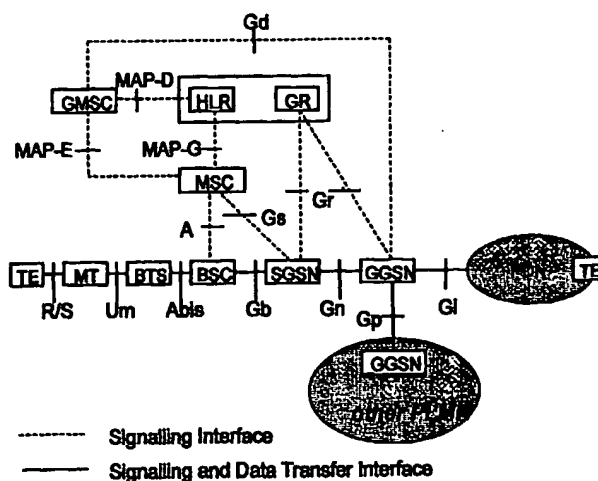 Gd
MAP-D
GMSC
HLR
GR
MAP-E
MAP-G
MSC
Gr
A
Gs
TE
MT
BTS
BSC
SGSN
GGSN
TE
R/S
Um
Abis
Gb
Gn
Gi
Gp
GGSN
other
Signalling Interface
Signalling and Data Transfer Interface